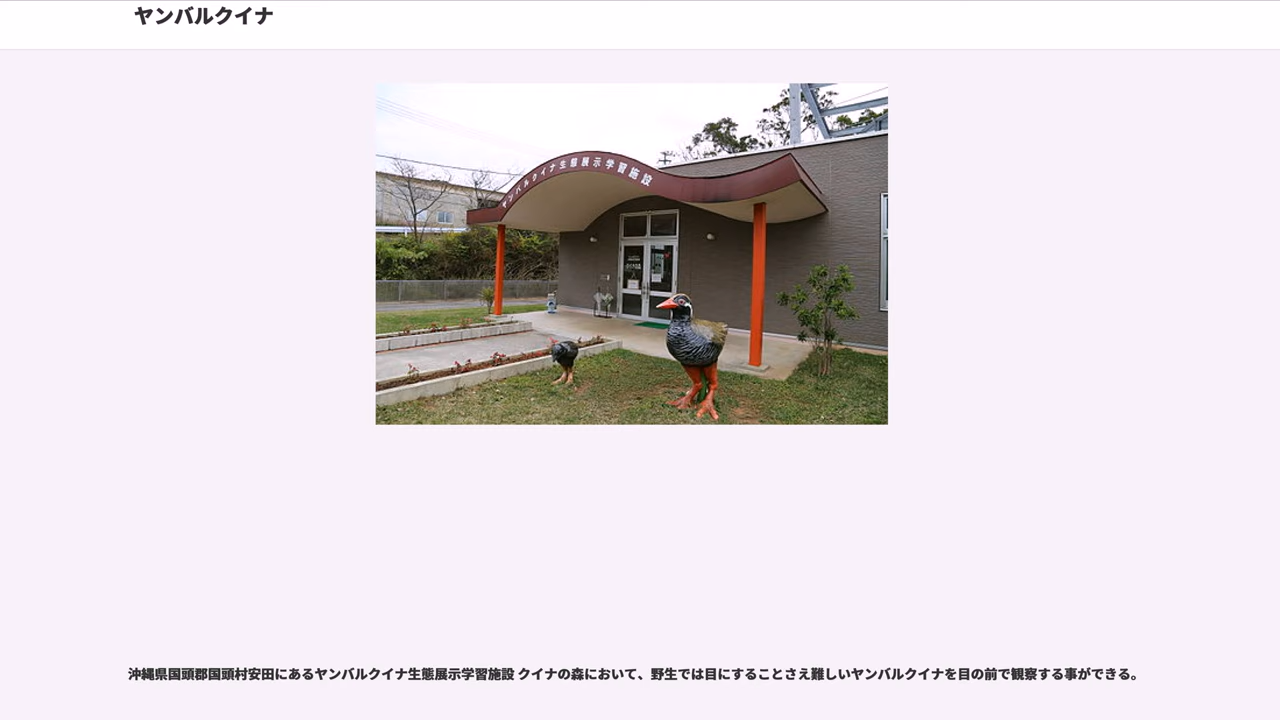 ヤンバルクイナ
ヤンバルクイナ生態展示学習施設
沖縄県国頭郡国頭村安田にあるヤンバルクイナ生態展示学習施設 クイナの森において、野生では目にすることさえ難しいヤンバルクイナを目の前で観察する事ができる。